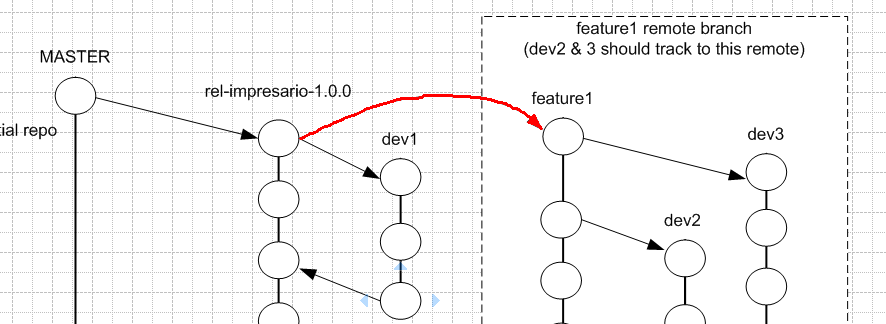 feature1 remote branch
(dev2 & 3 should track to this remote)
MASTER
rel-impresario-1.0.0
feature1
tial repo
dev1
dev3
dev2